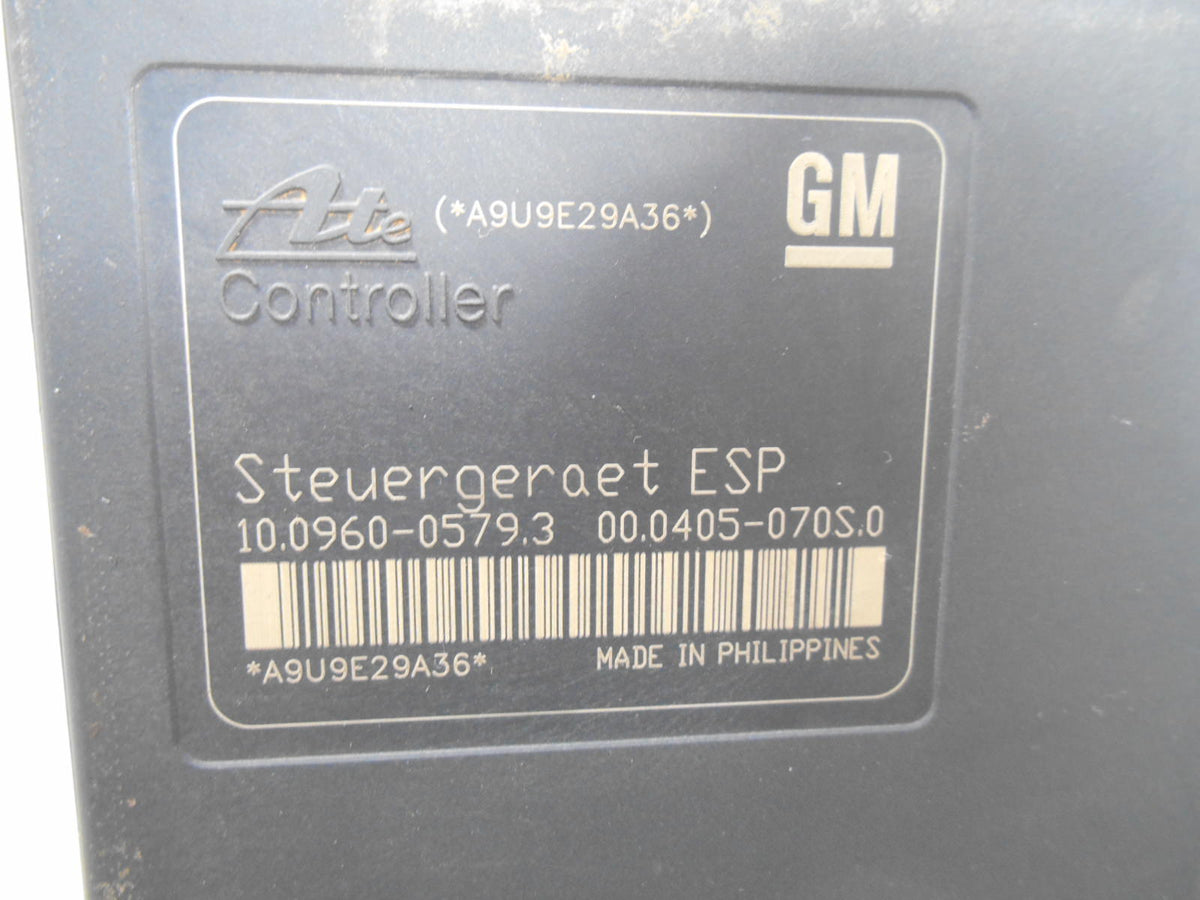 Ate (*A9U9E29A36*) GM
Controller
Steuergeraet ESP
10.0960-0579.3 00.0405-070S.0
*A9U9E29A36* MADE IN PHILIPPINES